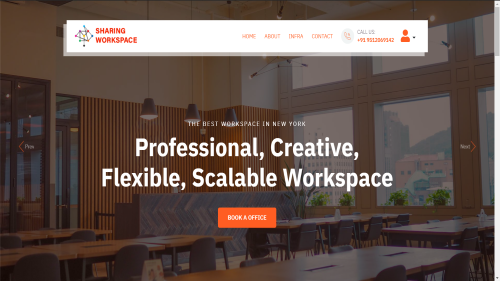 SHARING
WORKSPACE
HOME ABOUT INFRA CONTACT
CALL US:
+91 9512869142
THE BEST WORKSPACE IN NEW YORK
Professional, Creative,
Flexible, Scalable Workspace
Prev
Next
BOOK A OFFICE